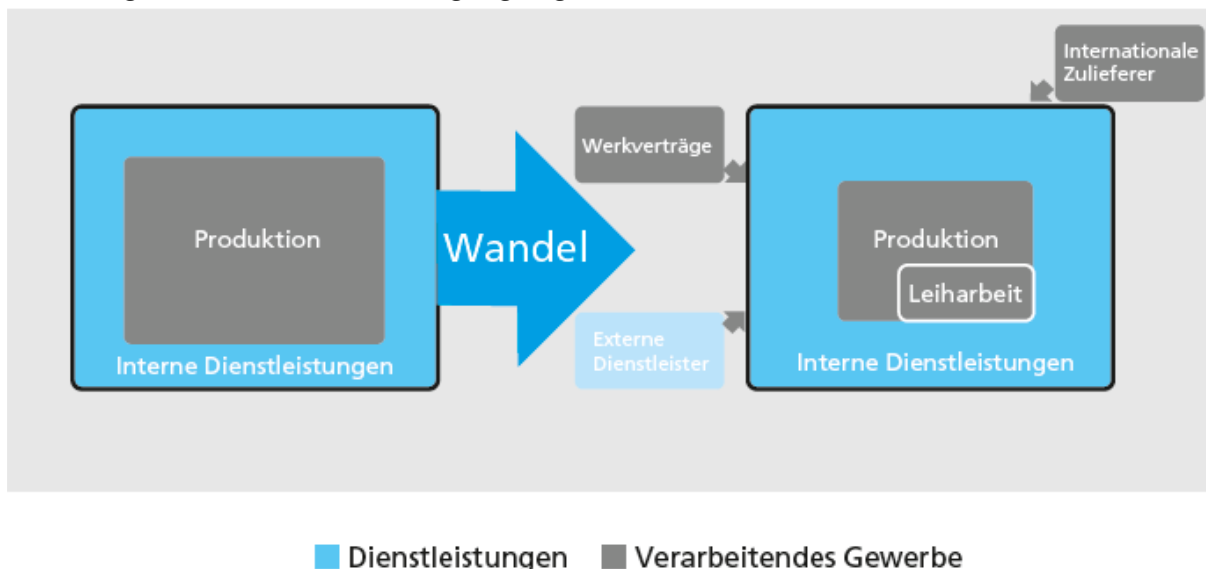 Internationale
Zulieferer
Werkverträge
Produktion
Wandel
Produktion
Leiharbeit
Externe
Dienstleister
Interne Dienstleistungen
Interne Dienstleistungen
Dienstleistungen
Verarbeitendes Gewerbe